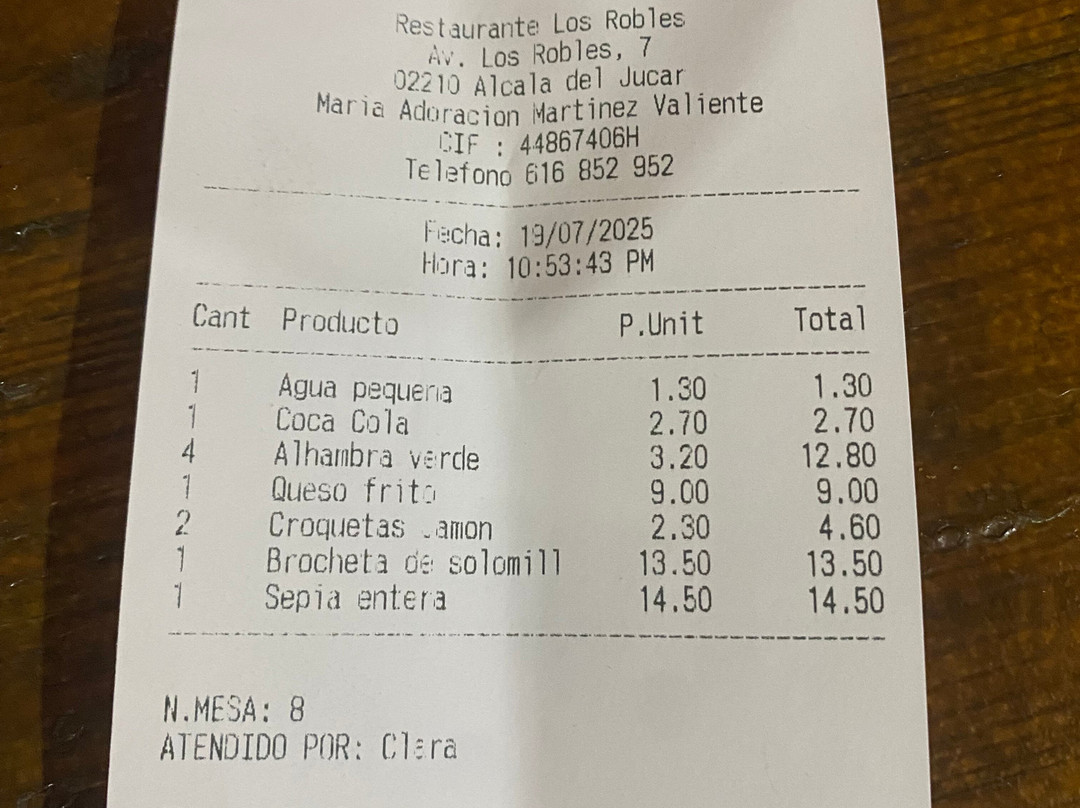 Restaurante Los Robles
Av. Los Robles, 7
02210 Alcala del Jucar
Maria Adoracion Martinez Valiente
CIF : 44867406H
Telefono 616 852 952
Fecha: 19/07/2025
Hora: 10:53:43 PM
Cant Producto P.Unit Total
1 Agua pequeña 1.30 1.30
1 Coca Cola 2.70 2.70
4 Alhambra verde 3.20 12.80
1 Queso frito 9.00 9.00
2 Croquetas Jamon 2.30 4.60
1 Brocheta de solomill 13.50 13.50
1 Sepia entera 14.50 14.50
N.MESA: 8
ATENDIDO POR: Clara